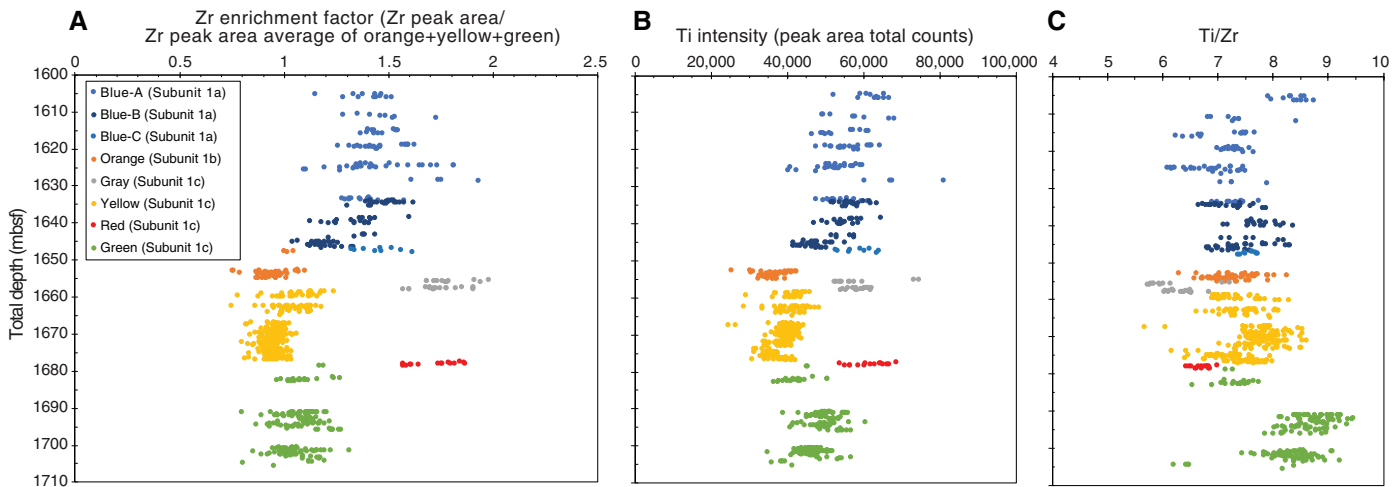 A
Zr enrichment factor (Zr peak area/
Zr peak area average of orange+yellow+green)
0 0.5 1 1.5 2 2.5
Total depth (mbsf)
1600
1610
1620
1630
1640
1650
1660
1670
1680
1690
1700
1710
Blue-A (Subunit 1a)
Blue-B (Subunit 1a)
Blue-C (Subunit 1a)
Orange (Subunit 1b)
Gray (Subunit 1c)
Yellow (Subunit 1c)
Red (Subunit 1c)
Green (Subunit 1c)
B
Ti intensity (peak area total counts)
0 20,000 40,000 60,000 80,000 100,000
C
Ti/Zr
4 5 6 7 8 9 10